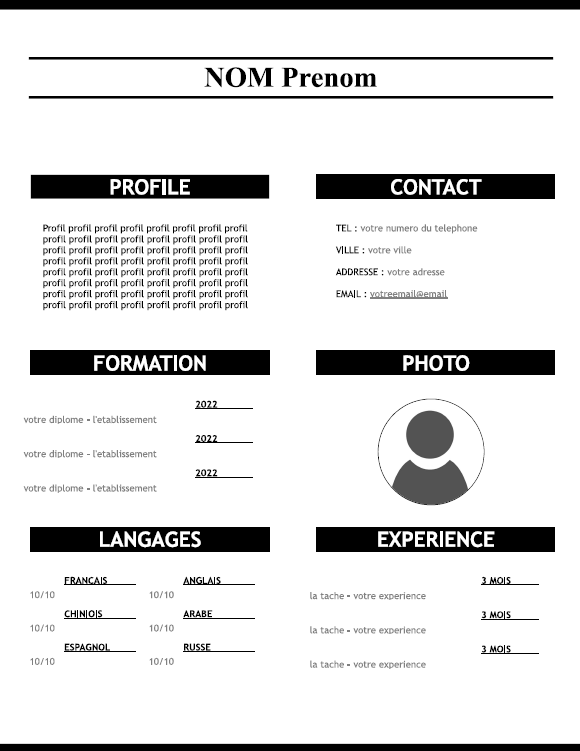 NOM Prenom
PROFILE
Profil profil profil profil profil profil profil profil
profil profil profil profil profil profil profil profil
profil profil profil profil profil profil profil profil
profil profil profil profil profil profil profil profil
profil profil profil profil profil profil profil profil
profil profil profil profil profil profil profil profil
profil profil profil profil profil profil profil profil
profil profil profil profil profil profil profil profil
CONTACT
TEL : votre numero du telephone
VILLE : votre ville
ADDRESSE : votre adresse
EMAIL : votreemail@email
FORMATION
2022
votre diplome - l'etablissement
2022
votre diplome - l'etablissement
2022
votre diplome - l'etablissement
PHOTO
LANGAGES
FRANCAIS ANGLAIS
10/10 10/10
CHINIOIS ARABE
10/10 10/10
ESPAGNOL RUSSE
10/10 10/10
EXPERIENCE
3 MOIS
la tache - votre experience
3 MOIS
la tache - votre experience
3 MOIS
la tache - votre experience